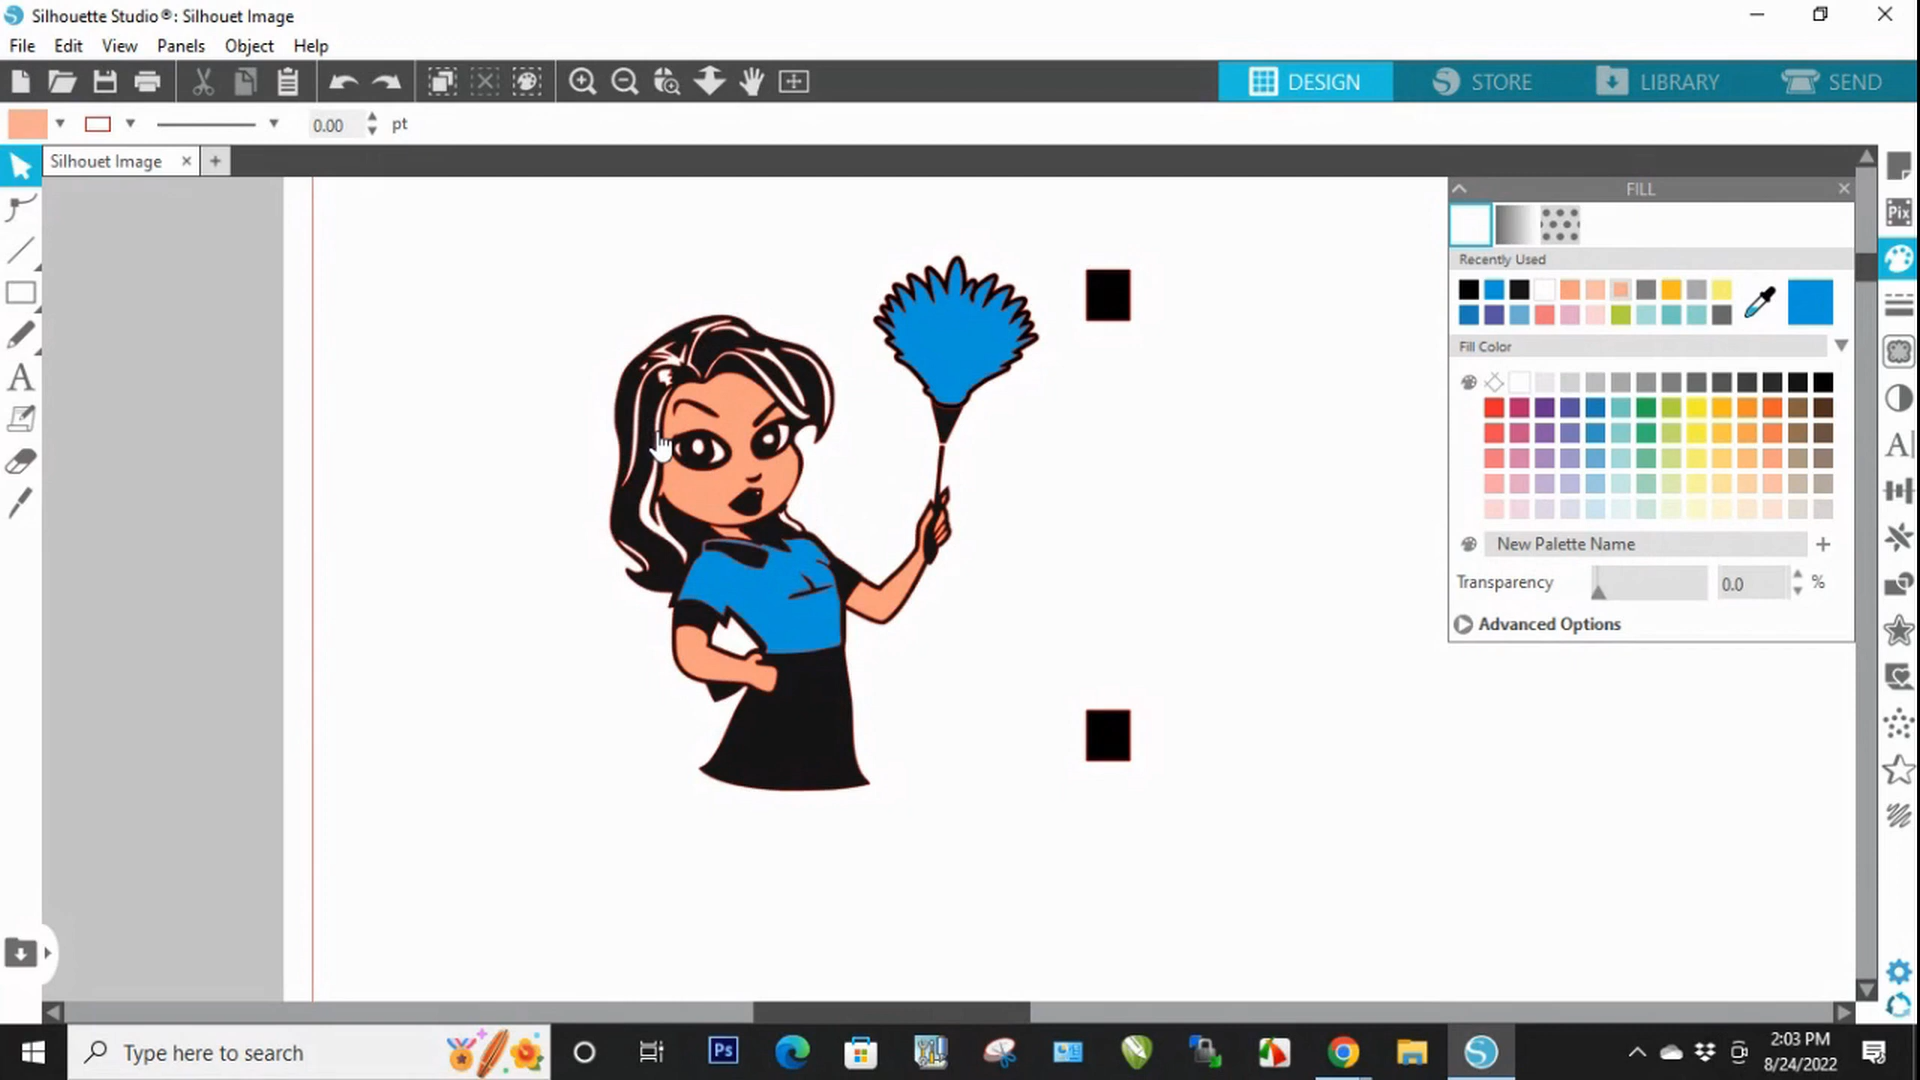 Silhouette Studio®: Silhouet Image
File Edit View Panels Object Help
DESIGN STORE LIBRARY SEND
0.00 pt
Silhouet Image
FILL
Pix
Recently Used
Fill Color
New Palette Name
Transparency 0.0 %
Advanced Options
Type here to search
Ps
2:03 PM
8/24/2022